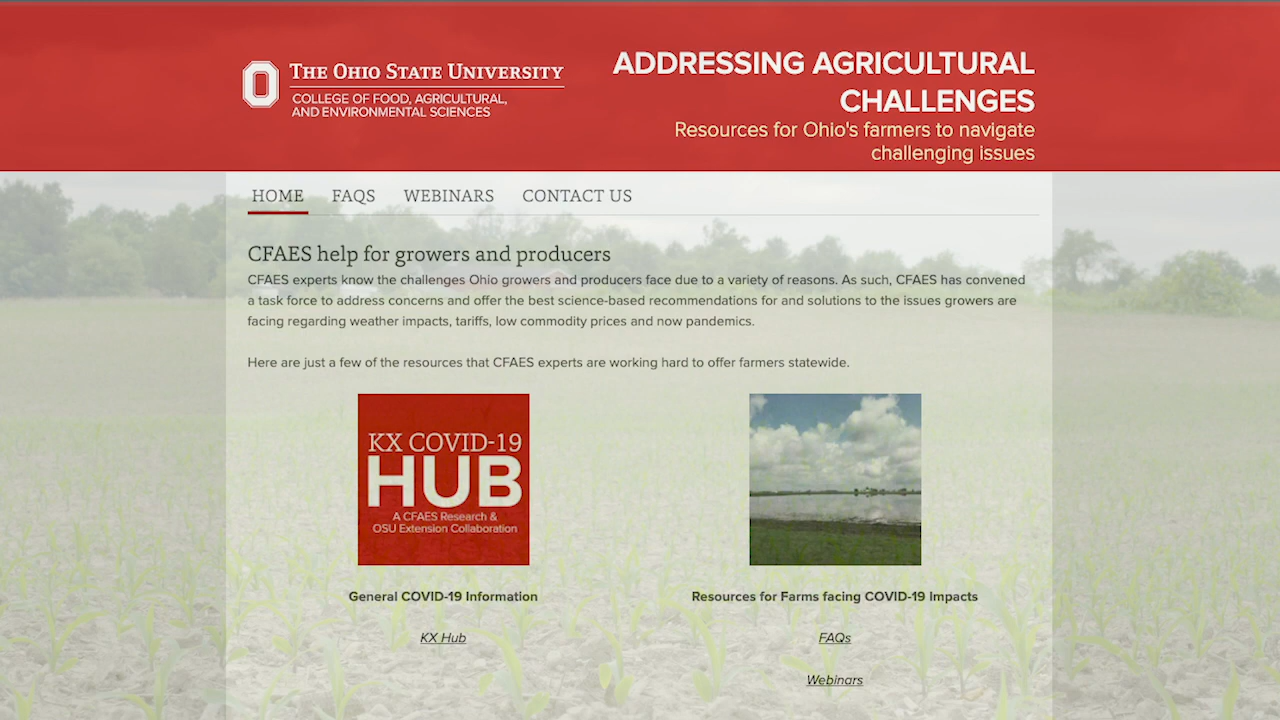 THE OHIO STATE UNIVERSITY
COLLEGE OF FOOD, AGRICULTURAL,
AND ENVIRONMENTAL SCIENCES
ADDRESSING AGRICULTURAL
CHALLENGES
Resources for Ohio's farmers to navigate
challenging issues
HOME FAQS WEBINARS CONTACT US
CFAES help for growers and producers
CFAES experts know the challenges Ohio growers and producers face due to a variety of reasons. As such, CFAES has convened
a task force to address concerns and offer the best science-based recommendations for and solutions to the issues growers are
facing regarding weather impacts, tariffs, low commodity prices and now pandemics.
Here are just a few of the resources that CFAES experts are working hard to offer farmers statewide.
KX COVID-19
HUB
A CFAES Research &
OSU Extension Collaboration
General COVID-19 Information
KX Hub
Resources for Farms facing COVID-19 Impacts
FAQs
Webinars